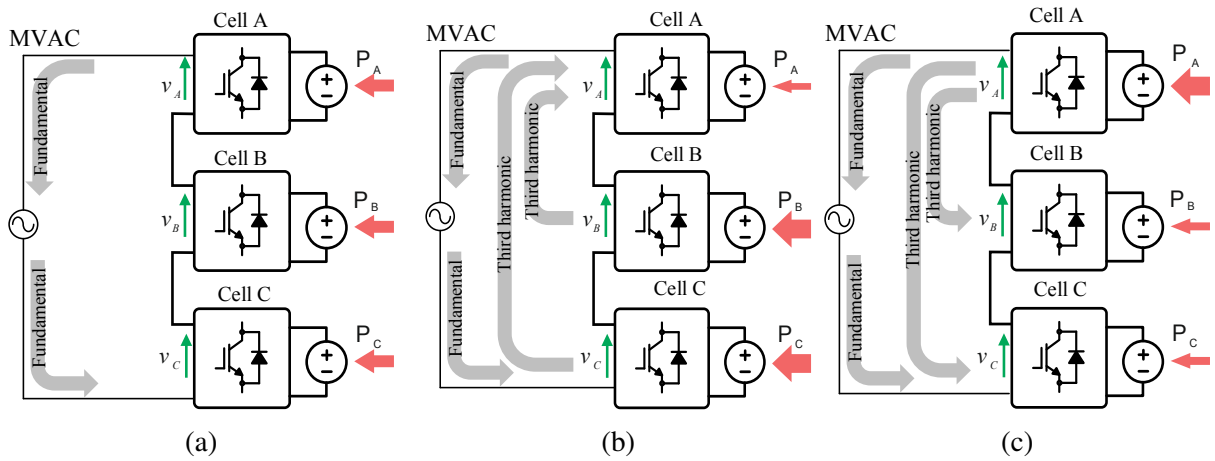 Cell A
MVAC
Fundamental
v_A
P_A
Cell B
v_B
P_B
Fundamental
Cell C
v_C
P_C
(a)
Cell A
MVAC
Fundamental
Third harmonic
Third harmonic
v_A
P_A
Cell B
v_B
P_B
Fundamental
Cell C
v_C
P_C
(b)
Cell A
MVAC
Fundamental
Third harmonic
Third harmonic
v_A
P_A
Cell B
v_B
P_B
Fundamental
Cell C
v_C
P_C
(c)